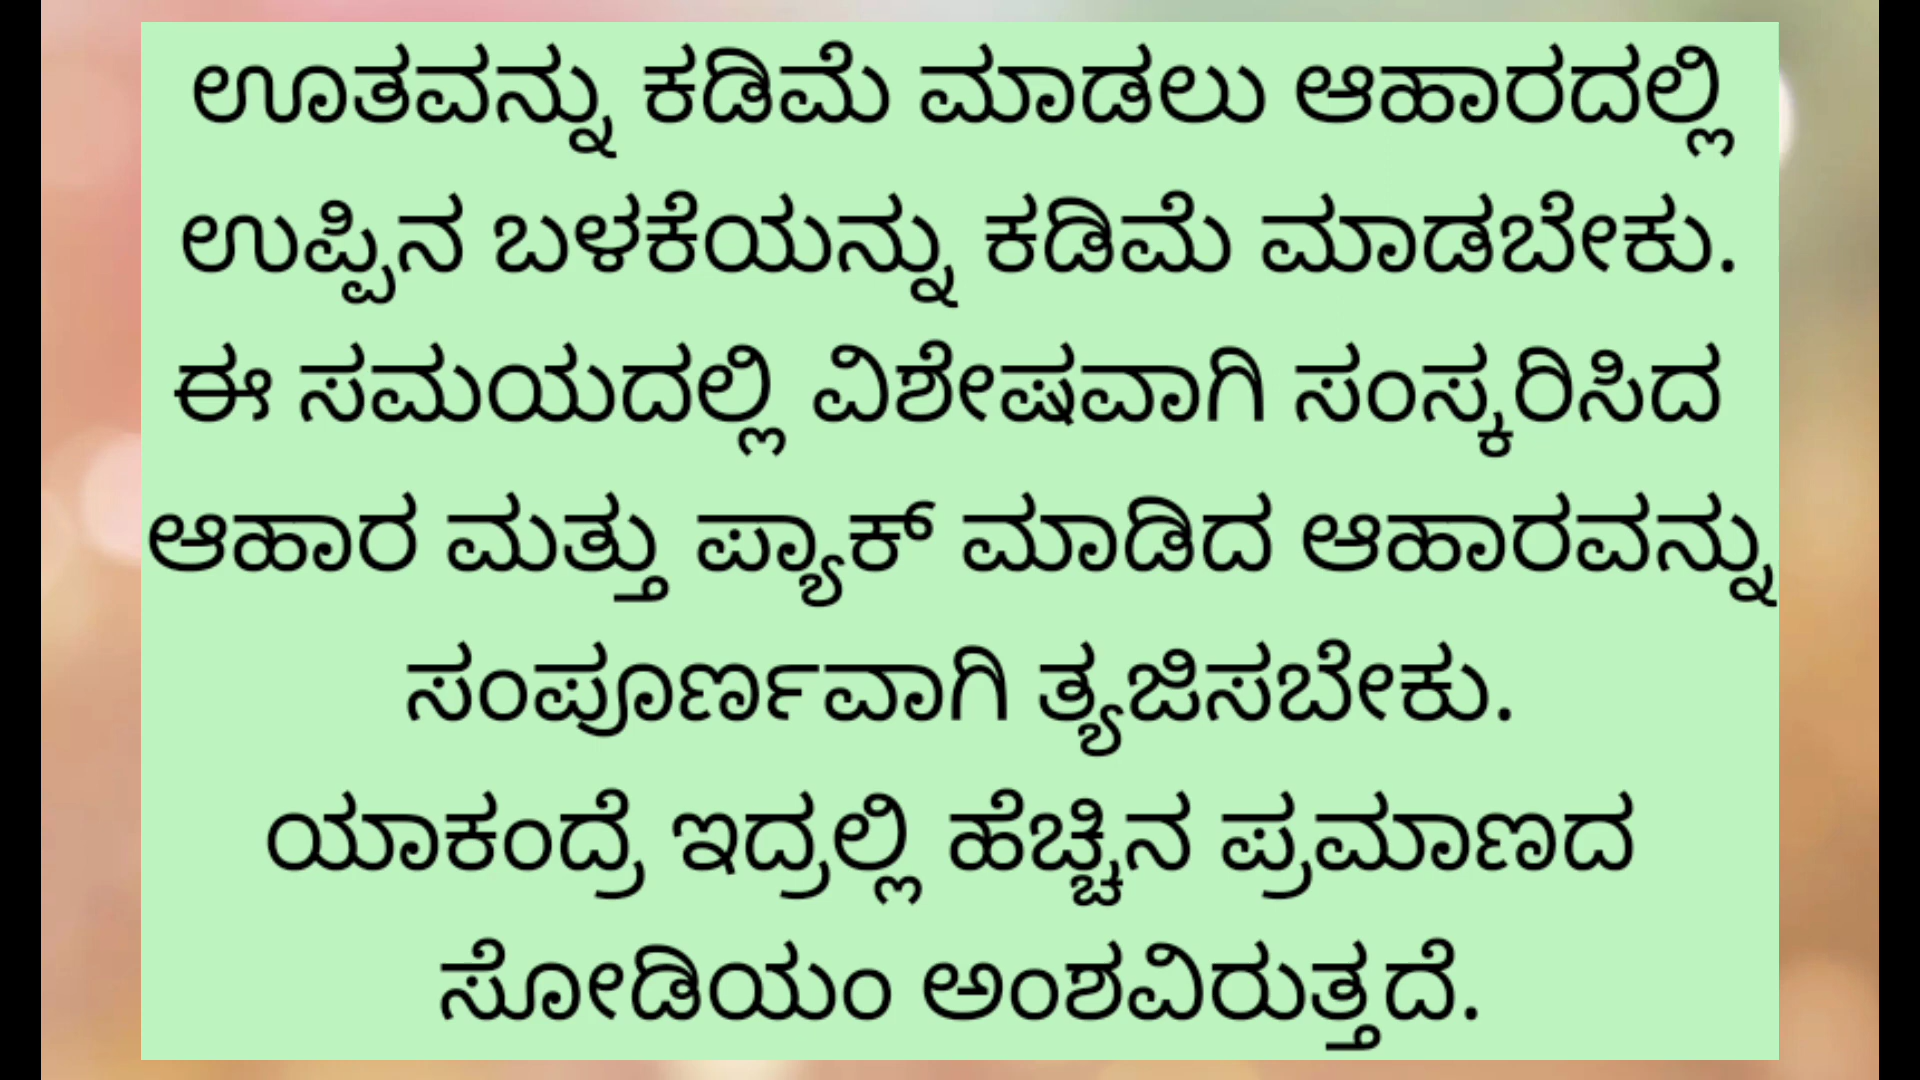 ಊತವನ್ನು ಕಡಿಮೆ ಮಾಡಲು ಆಹಾರದಲ್ಲಿ
ಉಪ್ಪಿನ ಬಳಕೆಯನ್ನು ಕಡಿಮೆ ಮಾಡಬೇಕು.
ಈ ಸಮಯದಲ್ಲಿ ವಿಶೇಷವಾಗಿ ಸಂಸ್ಕರಿಸಿದ
ಆಹಾರ ಮತ್ತು ಪ್ಯಾಕ್ ಮಾಡಿದ ಆಹಾರವನ್ನು
ಸಂಪೂರ್ಣವಾಗಿ ತ್ಯಜಿಸಬೇಕು.
ಯಾಕಂದ್ರೆ ಇದ್ರಲ್ಲಿ ಹೆಚ್ಚಿನ ಪ್ರಮಾಣದ
ಸೋಡಿಯಂ ಅಂಶವಿರುತ್ತದೆ.